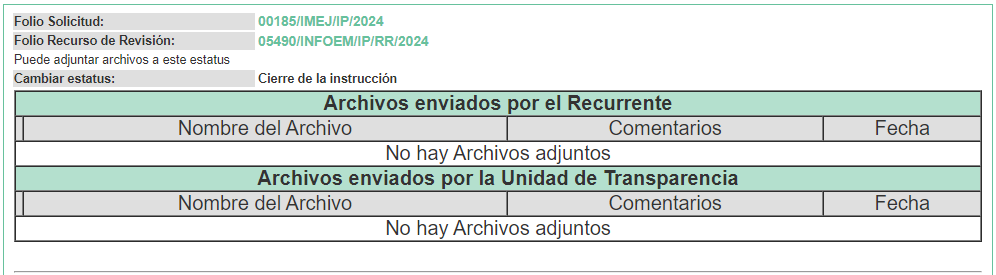 Folio Solicitud: 00185/IMEJ/IP/2024
Folio Recurso de Revisión: 05490/INFOEM/IP/RR/2024
Puede adjuntar archivos a este estatus
Cambiar estatus: Cierre de la instrucción
Archivos enviados por el Recurrente
Nombre del Archivo Comentarios Fecha
No hay Archivos adjuntos
Archivos enviados por la Unidad de Transparencia
Nombre del Archivo Comentarios Fecha
No hay Archivos adjuntos